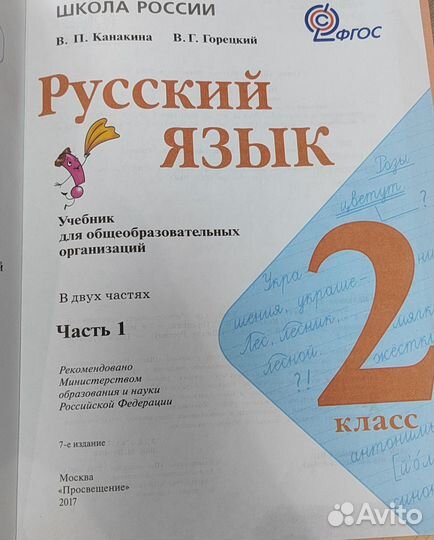 ШКОЛА РОССИИ
В. П. Канакина В. Г. Горецкий
ФГОС
Русский
язык
Учебник
для общеобразовательных
организаций
В двух частях
Часть 1
Рекомендовано
Министерством
образования и науки
Российской Федерации
7-е издание
Москва
«Просвещение»
2017
Розы
цветут
?
Укра
шения, украше-
Лес, лесник,
лесной
?!
мягк
жёстк
2
класс
антонимы
[й'о́л
Avito